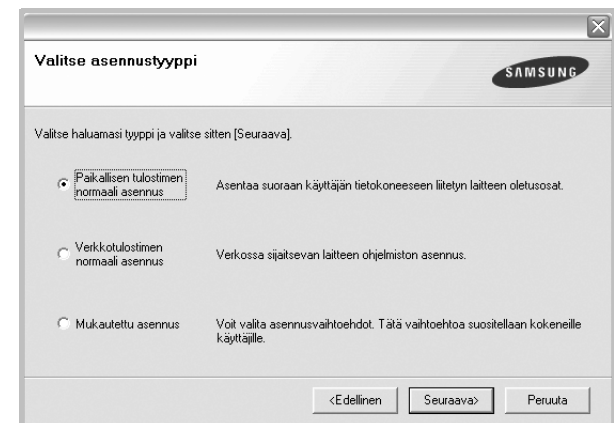 Valitse asennustyyppi
SAMSUNG
Valitse haluamasi tyyppi ja valitse sitten [Seuraava].
Paikallisen tulostimen
normaali asennus
Asentaa suoraan käyttäjän tietokoneeseen liitetyn laitteen oletusosat.
Verkkotulostimen
normaali asennus
Verkossa sijaitsevan laitteen ohjelmiston asennus.
Mukautettu asennus
Voit valita asennusvaihtoehdot. Tätä vaihtoehtoa suositellaan kokeneille
käyttäjille.
<Edellinen
Seuraava>
Peruuta